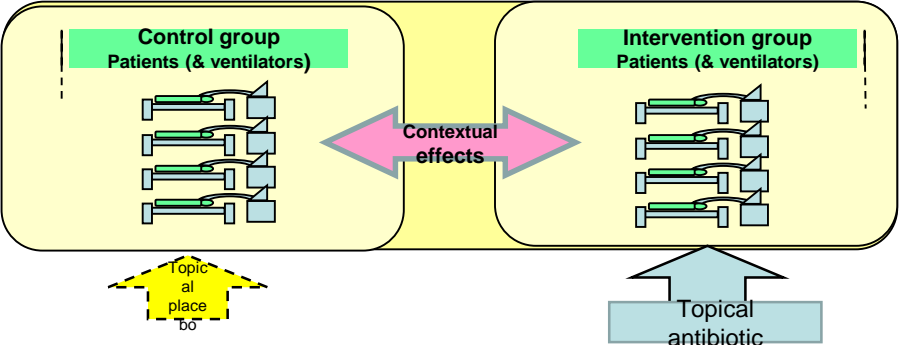 Control group
Patients (& ventilators)
Intervention group
Patients (& ventilators)
Contextual
effects
Topic
al
place
bo
Topical
antibiotic